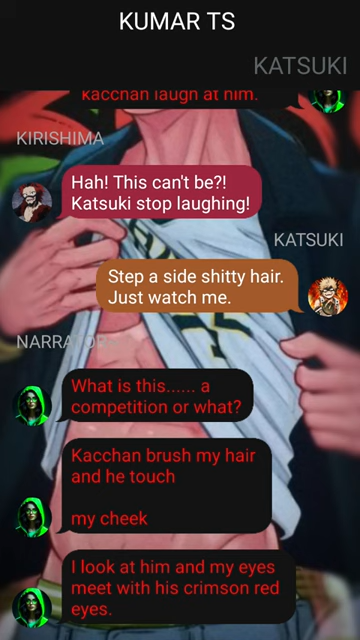 KUMAR TS
KATSUKI
kacchan laugh at him.
KIRISHIMA
Hah! This can't be?!
Katsuki stop laughing!
KATSUKI
Step a side shitty hair.
Just watch me.
NARRATOR
What is this...... a
competition or what?
Kacchan brush my hair
and he touch
my cheek
I look at him and my eyes
meet with his crimson red
eyes.